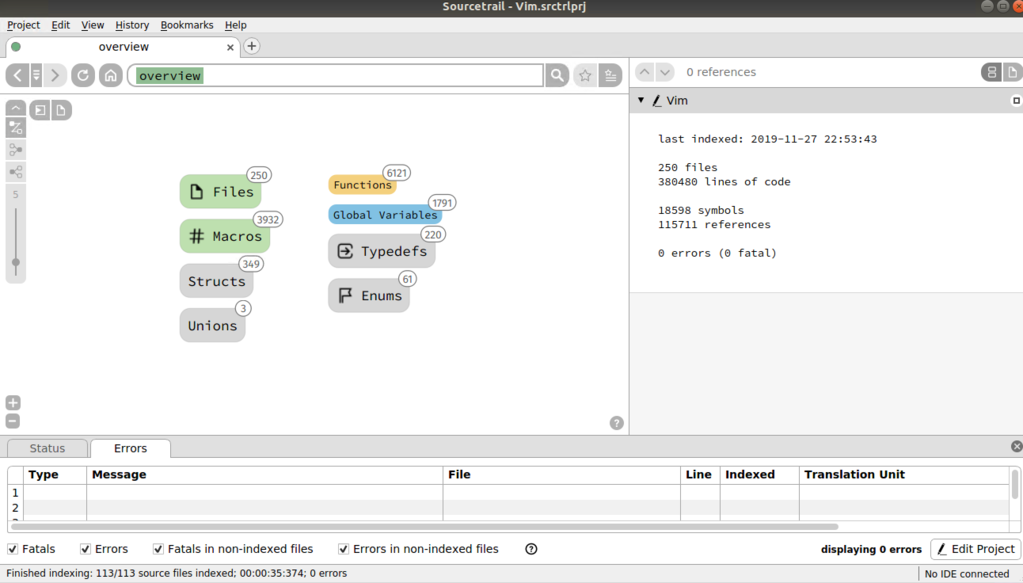 Sourcetrail - Vim.srctrlprj
Project Edit View History Bookmarks Help
overview
overview
0 references
Vim
last indexed: 2019-11-27 22:53:43
250 files
380480 lines of code
18598 symbols
115711 references
0 errors (0 fatal)
5
Files 250
Macros 3932
Structs 349
Unions 3
Functions 6121
Global Variables 1791
Typedefs 220
Enums 61
?
Status Errors
Type Message File Line Indexed Translation Unit
1
2
Fatals Errors Fatals in non-indexed files Errors in non-indexed files ? displaying 0 errors Edit Project
Finished indexing: 113/113 source files indexed; 00:00:35:374; 0 errors No IDE connected